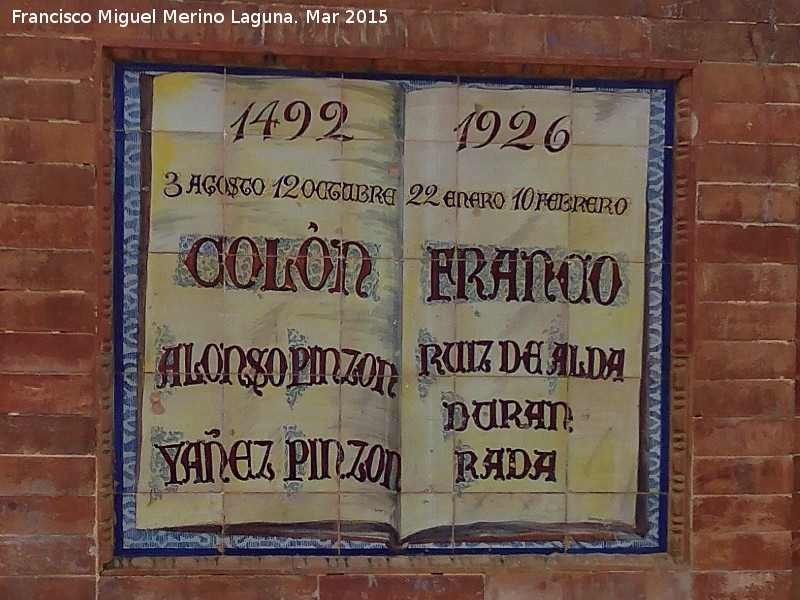 Francisco Miguel Merino Laguna. Mar 2015
1492
3 AGOSTO 12 OCTUBRE
COLÓN
ALONSO PINZON
YAÑEZ PINZON
1926
22 ENERO 10 FEBRERO
FRANCO
RUIZ DE ALDA
DURAN
RADA